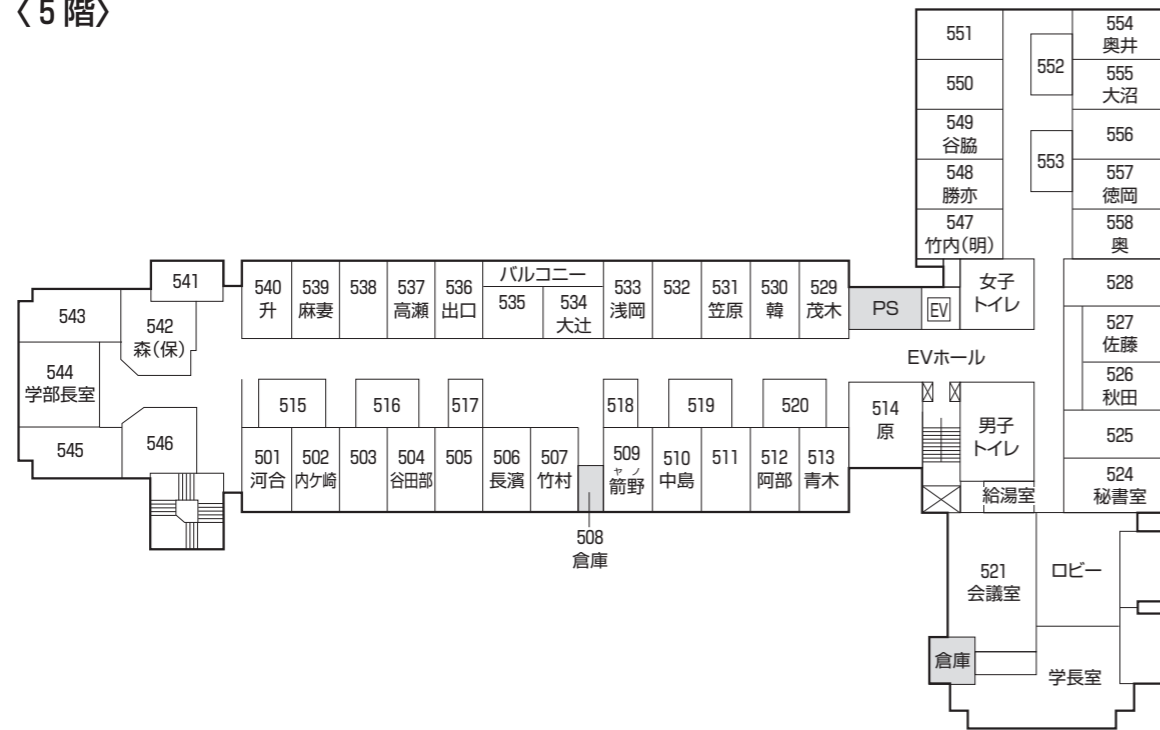 〈5階〉
551
550
549
谷脇
548
勝亦
547
竹内(明)
552
553
554
奥井
555
大沼
556
557
徳岡
558
奥
541
543
542
森(保)
544
学部長室
545
546
540
升
539
麻妻
538
537
高瀬
536
出口
バルコニー
535
534
大辻
533
浅岡
532
531
笠原
530
韓
529
茂木
PS
EV
女子
トイレ
528
527
佐藤
526
秋田
525
524
秘書室
EVホール
515
516
517
518
519
520
514
原
男子
トイレ
給湯室
501
河合
502
内ケ崎
503
504
谷田部
505
506
長濱
507
竹村
508
倉庫
509
ヤノ
箭野
510
中島
511
512
阿部
513
青木
521
会議室
ロビー
倉庫
学長室